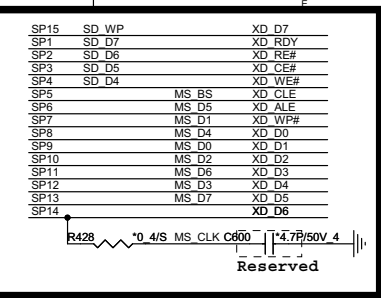 E
SP15 SD_WP XD_D7
SP1 SD_D7 XD_RDY
SP2 SD_D6 XD_RE#
SP3 SD_D5 XD_CE#
SP4 SD_D4 XD_WE#
SP5 MS_BS XD_CLE
SP6 MS_D5 XD_ALE
SP7 MS_D1 XD_WP#
SP8 MS_D4 XD_D0
SP9 MS_D0 XD_D1
SP10 MS_D2 XD_D2
SP11 MS_D6 XD_D3
SP12 MS_D3 XD_D4
SP13 MS_D7 XD_D5
SP14 XD_D6
R428 *0_4/S MS_CLK C600 *4.7P/50V_4
Reserved